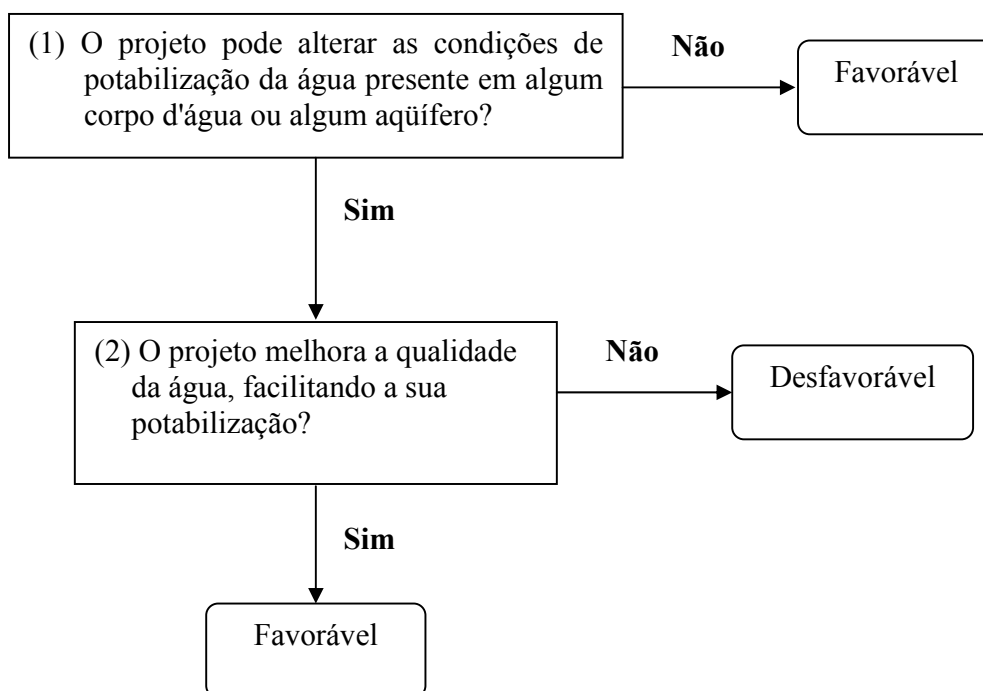 (1) O projeto pode alterar as condições de
potabilização da água presente em algum
corpo d'água ou algum aqüífero?
Não
Favorável
Sim
(2) O projeto melhora a qualidade
da água, facilitando a sua
potabilização?
Não
Desfavorável
Sim
Favorável